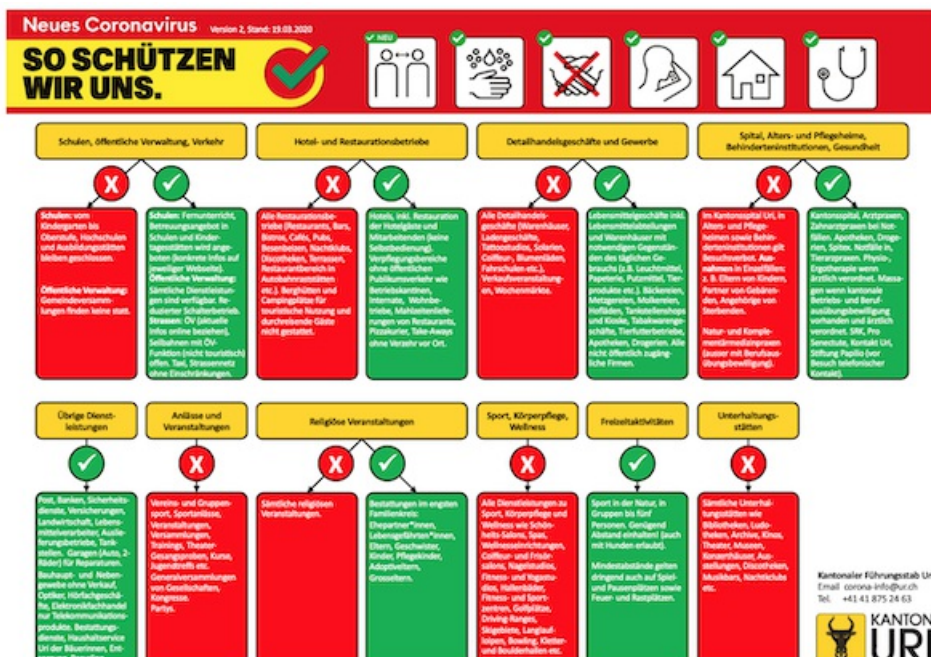 Neues Coronavirus Version 2, Stand: 19.03.2020
SO SCHÜTZEN
WIR UNS.
NEU
Schulen, öffentliche Verwaltung, Verkehr
Hotel- und Restaurationsbetriebe
Detailhandelsgeschäfte und Gewerbe
Spital, Alters- und Pflegeheime,
Behinderteninstitutionen, Gesundheit
X
X
X
X
Schulen: vom
Kindergarten bis
Oberstufe, Hochschulen
und Ausbildungsstätten
bleiben geschlossen.
Öffentliche Verwaltung:
Gemeindeversamm-
lungen finden keine statt.
Schulen: Fernunterricht,
Betreuungsangebot in
Schulen und Kinder-
tagesstätten wird ange-
boten (konkrete Infos auf
jeweiliger Webseite).
Öffentliche Verwaltung:
Sämtliche Dienstleistun-
gen sind verfügbar. Re-
duzierter Schalterbetrieb.
Strassen: ÖV (aktuelle
Infos online beziehen),
Seilbahnen mit ÖV-
Funktion (nicht touristisch)
offen. Taxi, Strassennetz
ohne Einschränkungen.
Alle Restaurationsbe-
triebe (Restaurants, Bars,
Bistros, Cafés, Pubs,
Besenbeizen, Nachtklubs,
Discotheken, Terrassen,
Restaurantbereich in
Autobahnraststätten
etc.). Berghütten und
Campingplätze für
touristische Nutzung und
durchreisende Gäste
nicht gestattet.
Hotels, inkl. Restauration
der Hotelgäste und
Mitarbeitenden (keine
Selbstbedienung).
Verpflegungsbereiche
ohne öffentlichen
Publikumsverkehr wie
Betriebskantinen,
Internate, Wohnbe-
triebe, Mahlzeitenliefe-
rungen von Restaurants,
Pizzakurier, Take-Aways
ohne Verzehr vor Ort.
Alle Detailhandels-
geschäfte (Warenhäuser,
Ladengeschäfte,
Tattoostudios, Solarien,
Coiffeur-, Blumenläden,
Fahrschulen etc.).
Verkaufsveranstaltun-
gen, Wochenmärkte.
Lebensmittelgeschäfte inkl.
Lebensmittelabteilungen
und Warenhäuser mit
notwendigen Gegenstän-
den des täglichen Ge-
brauchs (z.B. Leuchtmittel,
Papeterie, Putzmittel, Tier-
produkte etc.). Bäckereien,
Metzgereien, Molkereien,
Hofläden, Tankstellenshops
und Kioske, Tabakwarenge-
schäfte, Tierfutterbetriebe,
Apotheken, Drogerien. Alle
nicht öffentlich zugäng-
liche Firmen.
Im Kantonsspital Uri, in
Alters- und Pflege-
heimen sowie Behin-
derteninstitutionen gilt
Besuchsverbot. Aus-
nahmen in Einzelfällen:
z. B. Eltern von Kindern,
Partner von Gebären-
den, Angehörige von
Sterbenden.
Natur- und Komple-
mentärmedizinpraxen
(ausser mit Berufsaus-
übungsbewilligung).
Kantonsspital, Arztpraxen,
Zahnarztpraxen bei Not-
fällen. Apotheken, Droge-
rien, Spitex. Notfälle in
Tierarztpraxen. Physio-,
Ergotherapie wenn
ärztlich verordnet. Massa-
gen wenn kantonale
Betriebs- und Beruf-
ausübungsbewilligung
vorhanden und ärztlich
verordnet. SRK, Pro
Senectute, Kontakt Uri,
Stiftung Papilio (vor
Besuch telefonischer
Kontakt).
Übrige Dienst-
leistungen
Anlässe und
Veranstaltungen
Religiöse Veranstaltungen
Sport, Körperpflege,
Wellness
Freizeitaktivitäten
Unterhaltungs-
stätten
X
X
X
X
Post, Banken, Sicherheits-
dienste, Versicherungen,
Landwirtschaft, Lebens-
mittelverarbeiter, Auslie-
ferungsbetriebe, Tank-
stellen. Garagen (Auto, 2-
Räder) für Reparaturen.
Bauhaupt- und Neben-
gewebe ohne Verkauf,
Optiker, Hörfachgeschä-
fte, Elektronikfachhandel
nur Telekommunikations-
produkte. Bestattungs-
dienste, Haushaltservice
Uri der Bäuerinnen, Ent-
Vereins- und Gruppen-
sport, Sportanlässe,
Veranstaltungen,
Versammlungen,
Trainings, Theater-
Gesangproben, Kurse,
Jugendtreffs etc.
Generalversammlungen
von Gesellschaften,
Kongresse.
Partys.
Sämtliche religiösen
Veranstaltungen.
Bestattungen im engsten
Familienkreis:
Ehepartner*innen,
Lebensgefährten*innen,
Eltern, Geschwister,
Kinder, Pflegekinder,
Adoptiveltern,
Grosseltern.
Alle Dienstleistungen zu
Sport, Körperpflege und
Wellness wie Schön-
heits-Salons, Spas,
Wellnesseinrichtungen,
Coiffeur- und Frisör-
salons, Nagelstudios,
Fitness- und Yogastu-
dios, Hallenbäder,
Fitness- und Sport-
zentren, Golfplätze,
Driving-Ranges,
Skigebiete, Langlauf-
loipen, Bowling, Kletter-
und Boulderhallen etc.
Sport in der Natur, in
Gruppen bis fünf
Personen. Genügend
Abstand einhalten! (auch
mit Hunden erlaubt).
Mindestabstände gelten
dringend auch auf Spiel-
und Pausenplätzen sowie
Feuer- und Rastplätzen.
Sämtliche Unterhal-
tungsstätten wie
Bibliotheken, Ludo-
theken, Archive, Kinos,
Theater, Museen,
Konzerthäuser, Aus-
stellungen, Discotheken,
Musikbars, Nachtclubs
etc.
Kantonaler Führungsstab Ur
Email corona-info@ur.ch
Tel. +41 41 875 24 63
KANTON
URI